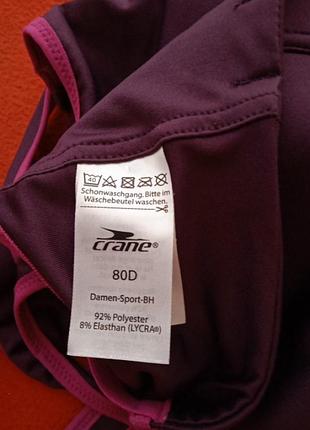 40
Schonwaschgang. Bitte im
Wäschebeutel waschen.
crane®
80D
Damen-Sport-BH
92% Polyester
8% Elasthan (LYCRA®)